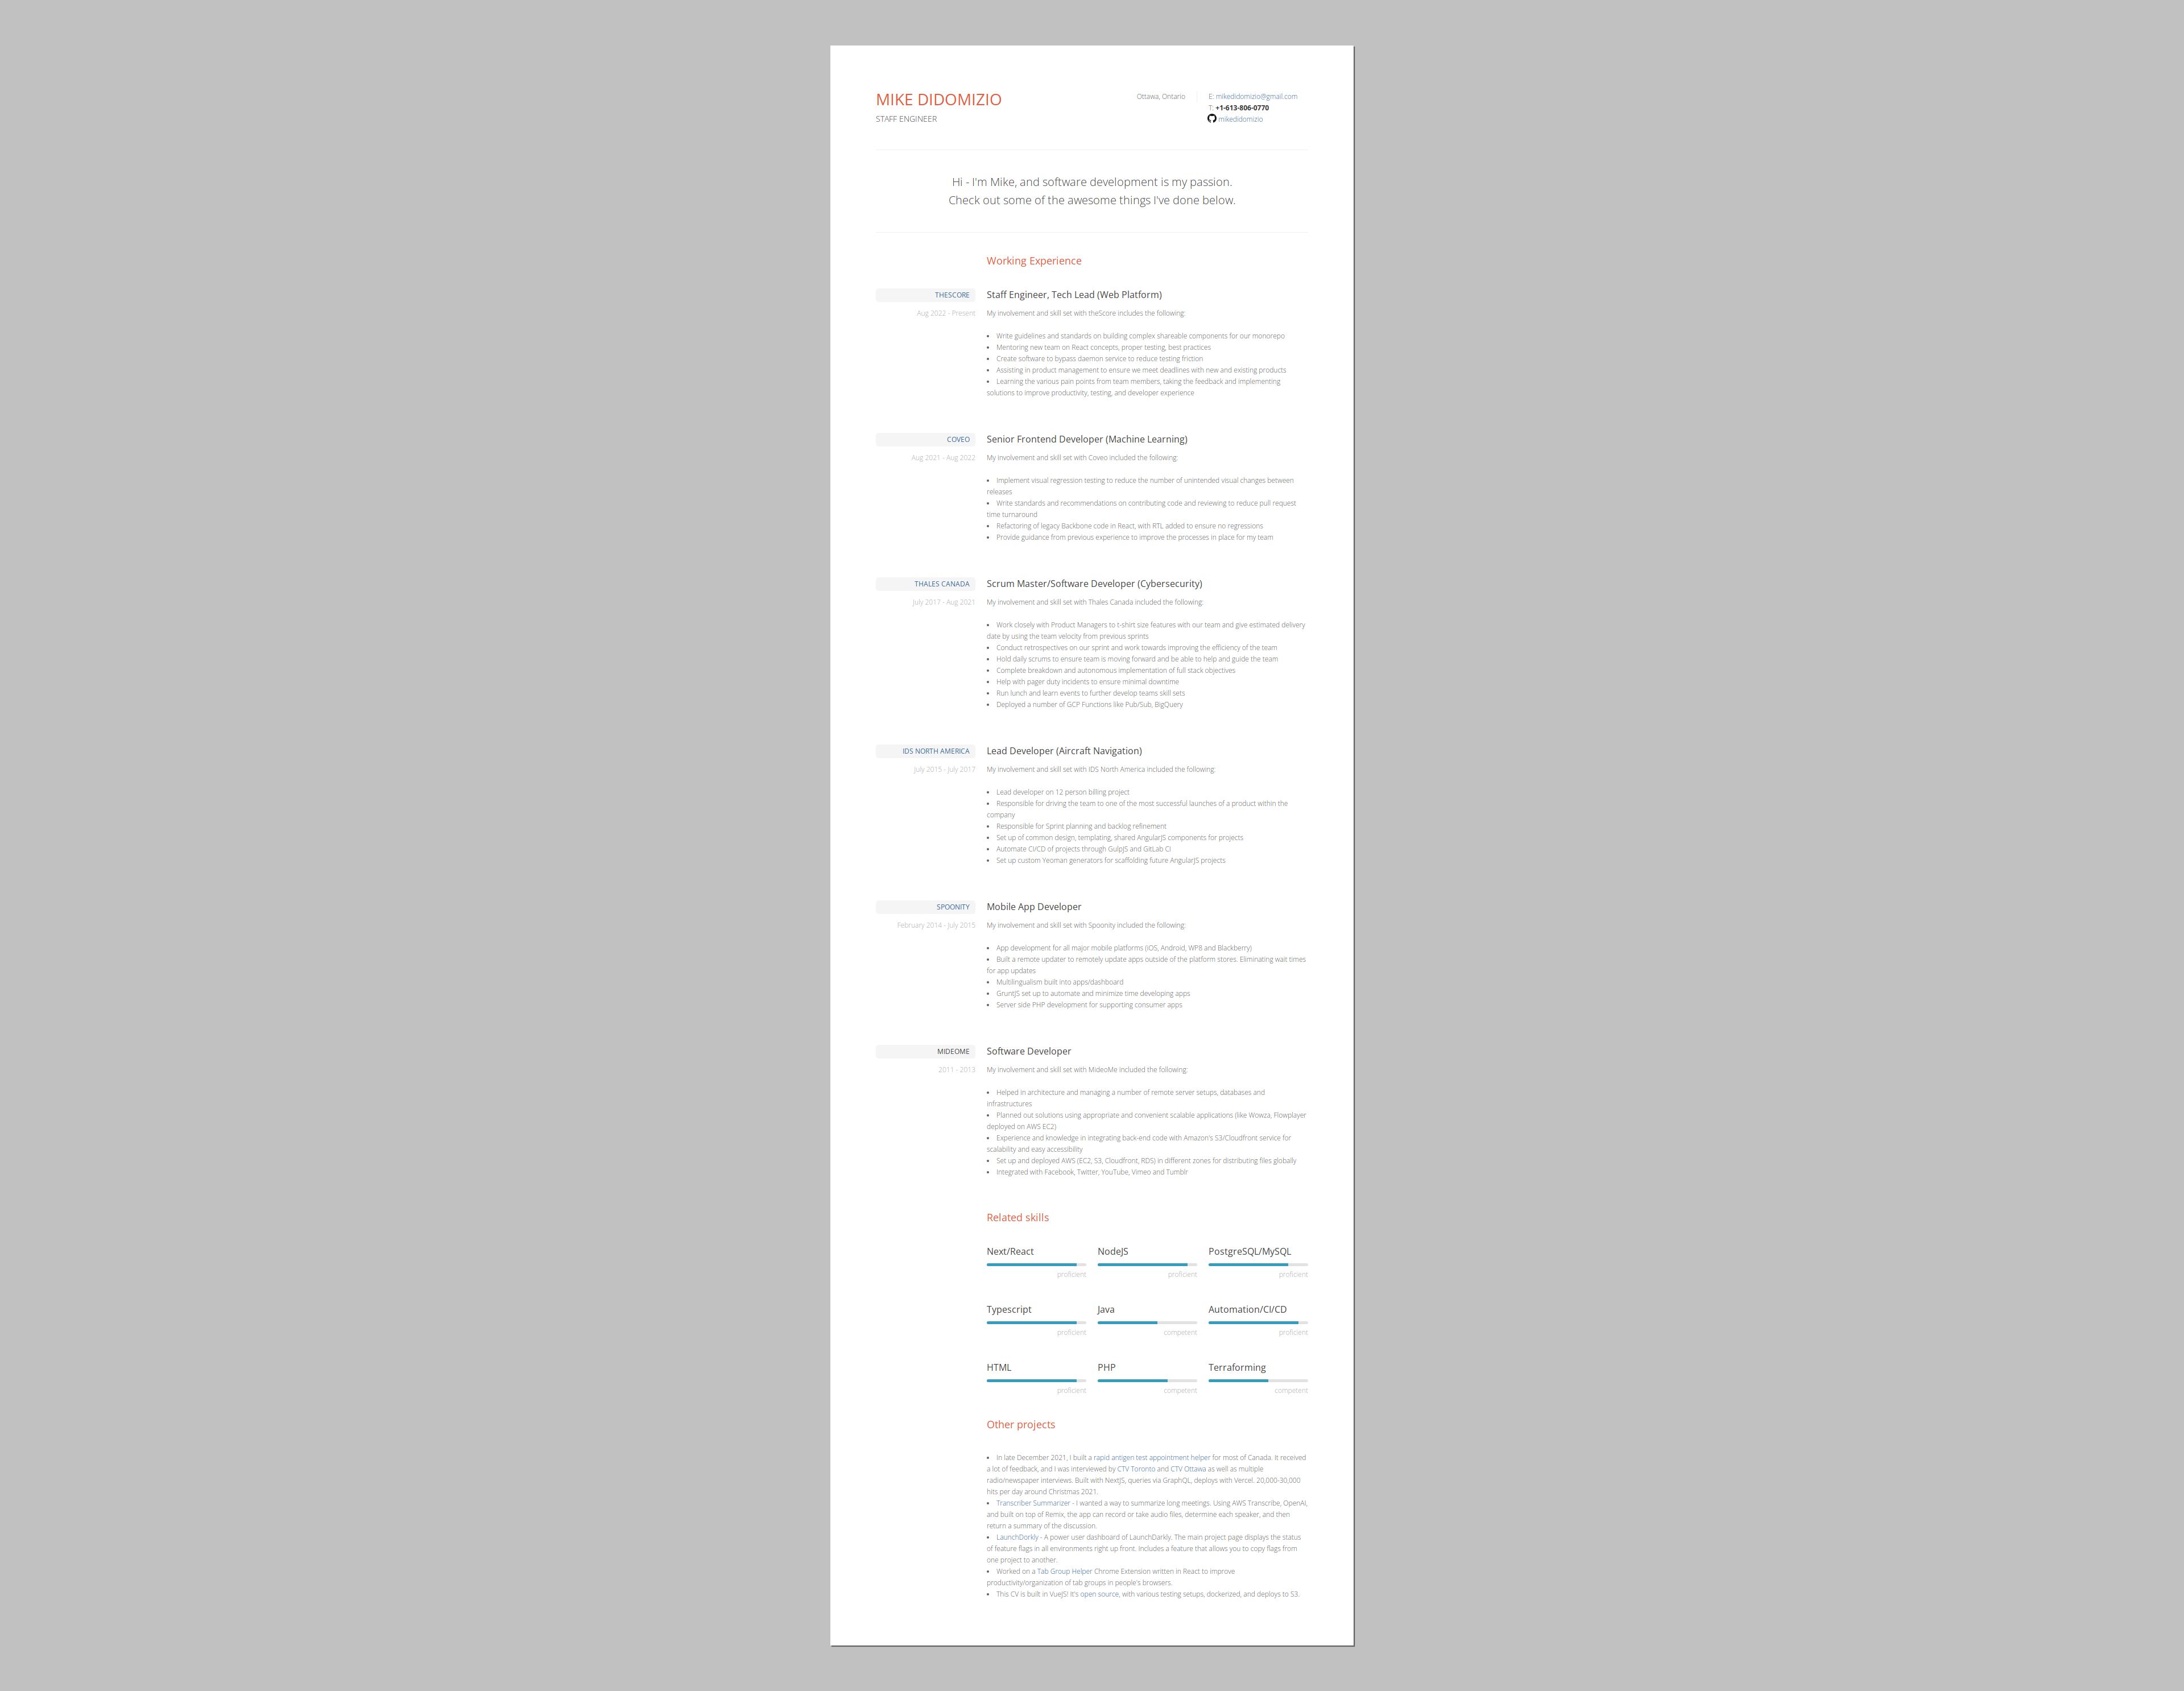 MIKE DIDOMIZIO
STAFF ENGINEER
Ottawa, Ontario
E: mikedidomizio@gmail.com
T: +1-613-806-0770
mikedidomizio
Hi - I'm Mike, and software development is my passion.
Check out some of the awesome things I've done below.
Working Experience
THESCORE
Aug 2022 - Present
Staff Engineer, Tech Lead (Web Platform)
My involvement and skill set with theScore includes the following:
• Write guidelines and standards on building complex shareable components for our monorepo
• Mentoring new team on React concepts, proper testing, best practices
• Create software to bypass daemon service to reduce testing friction
• Assisting in product management to ensure we meet deadlines with new and existing products
• Learning the various pain points from team members, taking the feedback and implementing
solutions to improve productivity, testing, and developer experience
COVEO
Aug 2021 - Aug 2022
Senior Frontend Developer (Machine Learning)
My involvement and skill set with Coveo included the following:
• Implement visual regression testing to reduce the number of unintended visual changes between
releases
• Write standards and recommendations on contributing code and reviewing to reduce pull request
time turnaround
• Refactoring of legacy Backbone code in React, with RTL added to ensure no regressions
• Provide guidance from previous experience to improve the processes in place for my team
THALES CANADA
July 2017 - Aug 2021
Scrum Master/Software Developer (Cybersecurity)
My involvement and skill set with Thales Canada included the following:
• Work closely with Product Managers to t-shirt size features with our team and give estimated delivery
date by using the team velocity from previous sprints
• Conduct retrospectives on our sprint and work towards improving the efficiency of the team
• Hold daily scrums to ensure team is moving forward and be able to help and guide the team
• Complete breakdown and autonomous implementation of full stack objectives
• Help with pager duty incidents to ensure minimal downtime
• Run lunch and learn events to further develop teams skill sets
• Deployed a number of GCP Functions like Pub/Sub, BigQuery
IDS NORTH AMERICA
July 2015 - July 2017
Lead Developer (Aircraft Navigation)
My involvement and skill set with IDS North America included the following:
• Lead developer on 12 person billing project
• Responsible for driving the team to one of the most successful launches of a product within the
company
• Responsible for Sprint planning and backlog refinement
• Set up of common design, templating, shared AngularJS components for projects
• Automate CI/CD of projects through GulpJS and GitLab CI
• Set up custom Yeoman generators for scaffolding future AngularJS projects
SPOONITY
February 2014 - July 2015
Mobile App Developer
My involvement and skill set with Spoonity included the following:
• App development for all major mobile platforms (iOS, Android, WP8 and Blackberry)
• Built a remote updater to remotely update apps outside of the platform stores. Eliminating wait times
for app updates
• Multilingualism built into apps/dashboard
• GruntJS set up to automate and minimize time developing apps
• Server side PHP development for supporting consumer apps
MIDEOME
2011 - 2013
Software Developer
My involvement and skill set with MideoMe included the following:
• Helped in architecture and managing a number of remote server setups, databases and
infrastructures
• Planned out solutions using appropriate and convenient scalable applications (like Wowza, Flowplayer
deployed on AWS EC2)
• Experience and knowledge in integrating back-end code with Amazon's S3/Cloudfront service for
scalability and easy accessibility
• Set up and deployed AWS (EC2, S3, Cloudfront, RDS) in different zones for distributing files globally
• Integrated with Facebook, Twitter, YouTube, Vimeo and Tumblr
Related skills
Next/React NodeJS PostgreSQL/MySQL
proficient proficient proficient
Typescript Java Automation/CI/CD
proficient competent proficient
HTML PHP Terraforming
proficient competent competent
Other projects
• In late December 2021, I built a rapid antigen test appointment helper for most of Canada. It received
a lot of feedback, and I was interviewed by CTV Toronto and CTV Ottawa as well as multiple
radio/newspaper interviews. Built with NextJS, queries via GraphQL, deploys with Vercel. 20,000-30,000
hits per day around Christmas 2021.
• Transcriber Summarizer - I wanted a way to summarize long meetings. Using AWS Transcribe, OpenAI,
and built on top of Remix, the app can record or take audio files, determine each speaker, and then
return a summary of the discussion.
• LaunchDorkly - A power user dashboard of LaunchDarkly. The main project page displays the status
of feature flags in all environments right up front. Includes a feature that allows you to copy flags from
one project to another.
• Worked on a Tab Group Helper Chrome Extension written in React to improve
productivity/organization of tab groups in people's browsers.
• This CV is built in VueJS! It's open source, with various testing setups, dockerized, and deploys to S3.